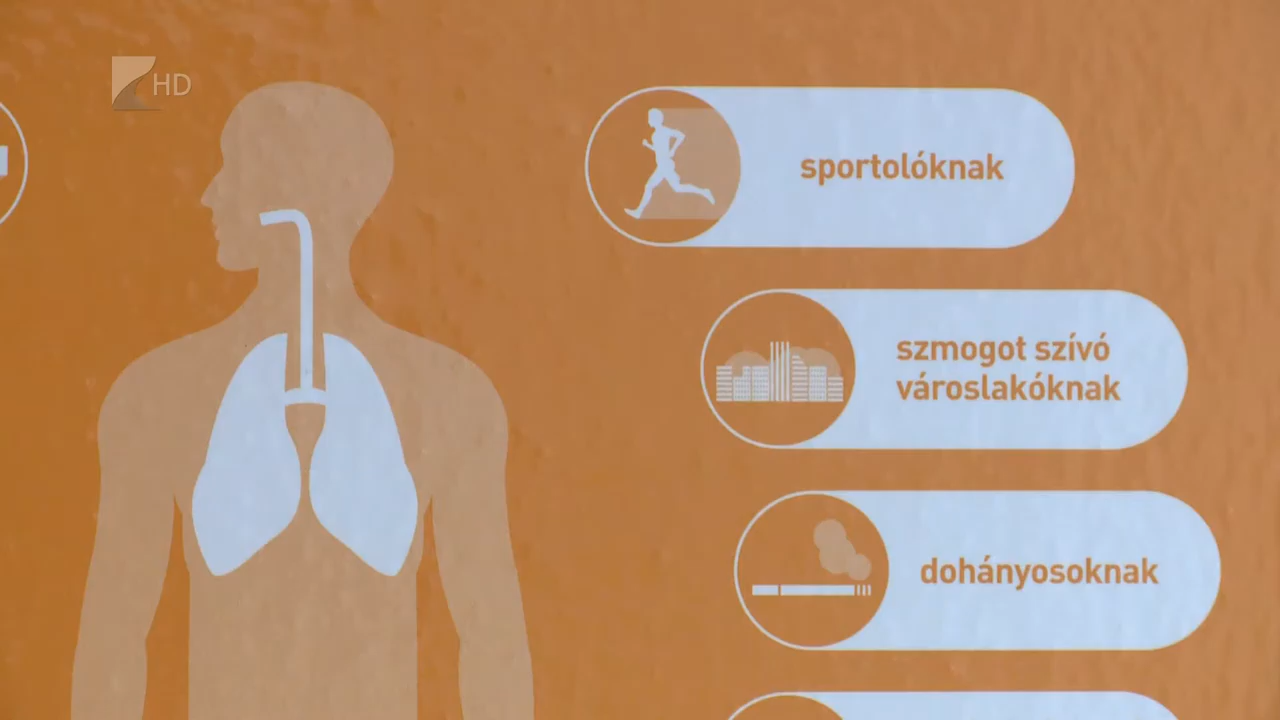 HD
sportolóknak
szmogot szívó
városlakóknak
dohányosoknak